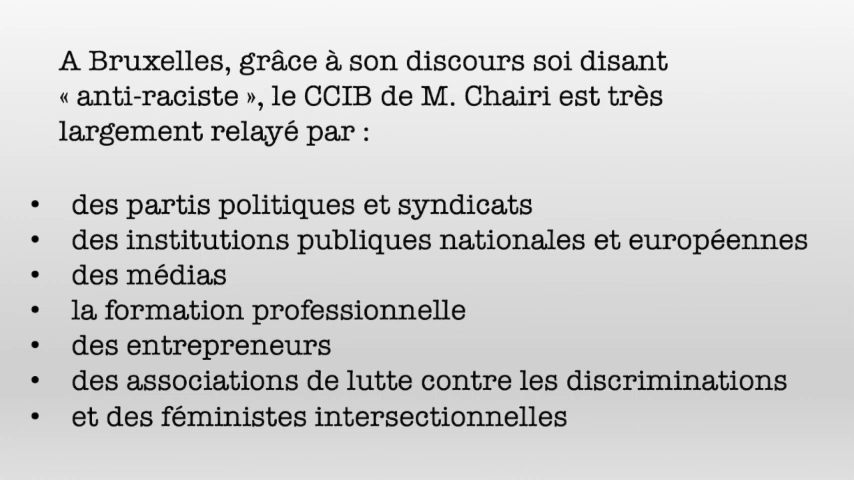 A Bruxelles, grâce à son discours soi disant
« anti-raciste », le CCIB de M. Chairi est très
largement relayé par :
• des partis politiques et syndicats
• des institutions publiques nationales et européennes
• des médias
• la formation professionnelle
• des entrepreneurs
• des associations de lutte contre les discriminations
• et des féministes intersectionnelles